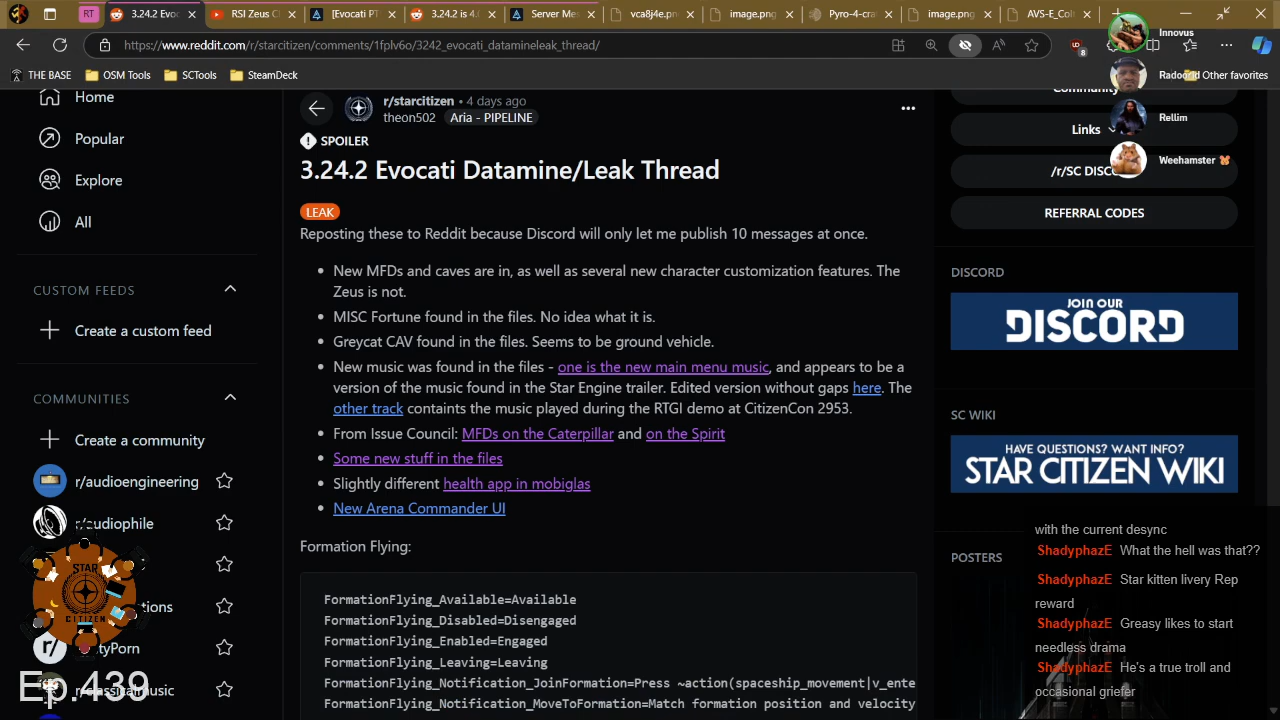 RT
3.24.2 Evoc
RSI Zeus C
[Evocati PT
3.24.2 is 4.
Server Me
vca8j4e.pn
image.png
Pyro-4-cra
image.png
AVS-E_Col
https://www.reddit.com/r/starcitizen/comments/1fplv6o/3242_evocati_datamineleak_thread/
8
THE BASE
OSM Tools
SCTools
SteamDeck
Other favorites
Innovus
Rellim
Weehamster
Home
Popular
Explore
All
CUSTOM FEEDS
Create a custom feed
COMMUNITIES
Create a community
r/audioengineering
r/audiophile
STAR
CITIZEN
Ep.439
r/starcitizen • 4 days ago
theon502 Aria - PIPELINE
SPOILER
3.24.2 Evocati Datamine/Leak Thread
LEAK
Reposting these to Reddit because Discord will only let me publish 10 messages at once.
• New MFDs and caves are in, as well as several new character customization features. The
Zeus is not.
• MISC Fortune found in the files. No idea what it is.
• Greycat CAV found in the files. Seems to be ground vehicle.
• New music was found in the files - one is the new main menu music, and appears to be a
version of the music found in the Star Engine trailer. Edited version without gaps here. The
other track containts the music played during the RTGI demo at CitizenCon 2953.
• From Issue Council: MFDs on the Caterpillar and on the Spirit
• Some new stuff in the files
• Slightly different health app in mobiglas
• New Arena Commander UI
Formation Flying:
FormationFlying_Available=Available
FormationFlying_Disabled=Disengaged
FormationFlying_Enabled=Engaged
FormationFlying_Leaving=Leaving
FormationFlying_Notification_JoinFormation=Press ~action(spaceship_movement|v_ente
FormationFlying_Notification_MoveToFormation=Match formation position and velocity
Community
Links
/r/SC DISC
REFERRAL CODES
DISCORD
JOIN OUR
DISCORD
SC WIKI
HAVE QUESTIONS? WANT INFO?
STAR CITIZEN WIKI
POSTERS
with the current desync
ShadyphazE What the hell was that??
ShadyphazE Star kitten livery Rep
reward
ShadyphazE Greasy likes to start
needless drama
ShadyphazE He's a true troll and
occasional griefer